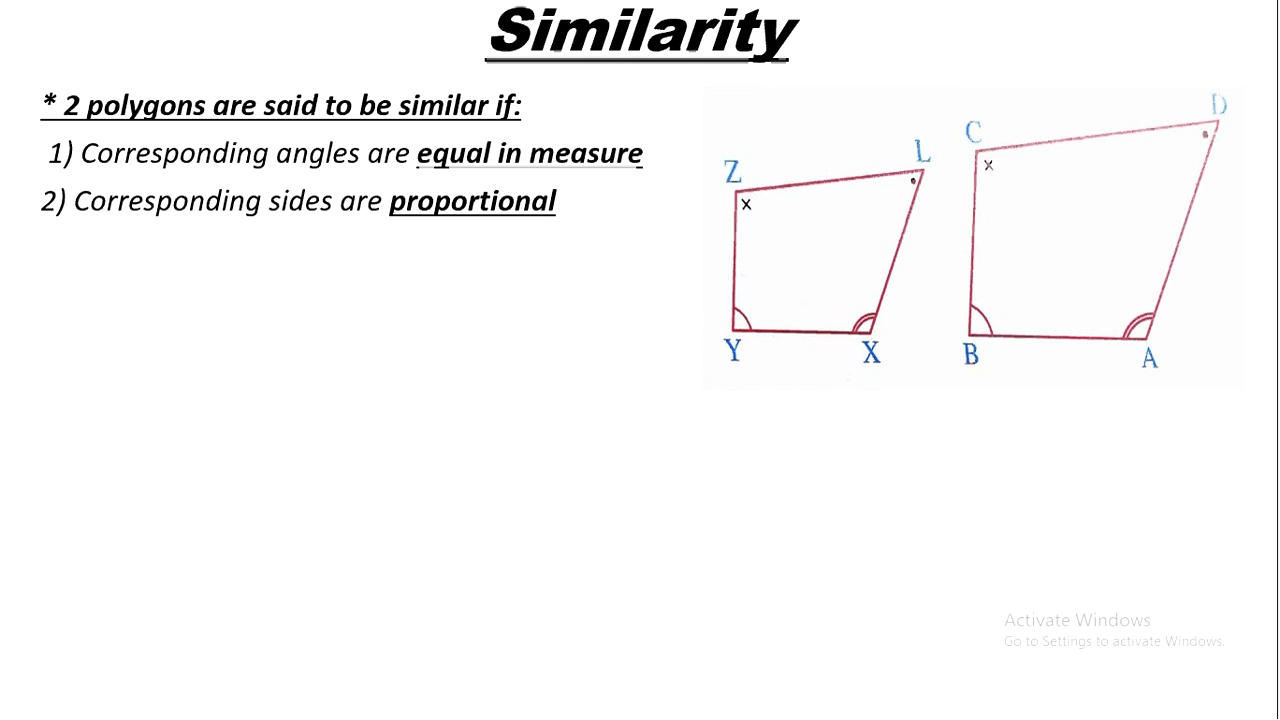 Similarity
* 2 polygons are said to be similar if:
1) Corresponding angles are equal in measure
2) Corresponding sides are proportional
Z
L
x
Y
X
C
D
x
B
A
Activate Windows
Go to Settings to activate Windows.